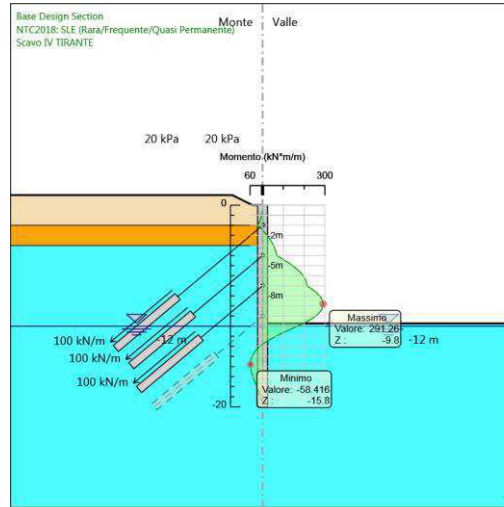 Base Design Section
NTC2018: SLE (Rara/Frequente/Quasi Permanente)
Scavo IV TIRANTE
Monte Valle
20 kPa 20 kPa
Momento (kN*m/m)
60 300
0
-2m
-5m
-8m
Massimo
Valore: 291.26
Z : -9.8
-12 m
-12 m
100 kN/m
100 kN/m
100 kN/m
Minimo
Valore: -58.416
Z : -15.8
-20